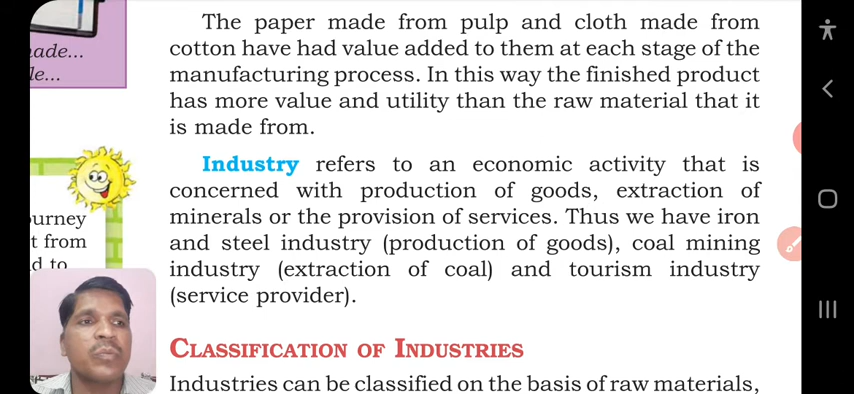 ade...
le...
The paper made from pulp and cloth made from
cotton have had value added to them at each stage of the
manufacturing process. In this way the finished product
has more value and utility than the raw material that it
is made from.
Industry refers to an economic activity that is
concerned with production of goods, extraction of
minerals or the provision of services. Thus we have iron
and steel industry (production of goods), coal mining
industry (extraction of coal) and tourism industry
(service provider).
ourney
t from
d to
CLASSIFICATION OF INDUSTRIES
Industries can be classified on the basis of raw materials,